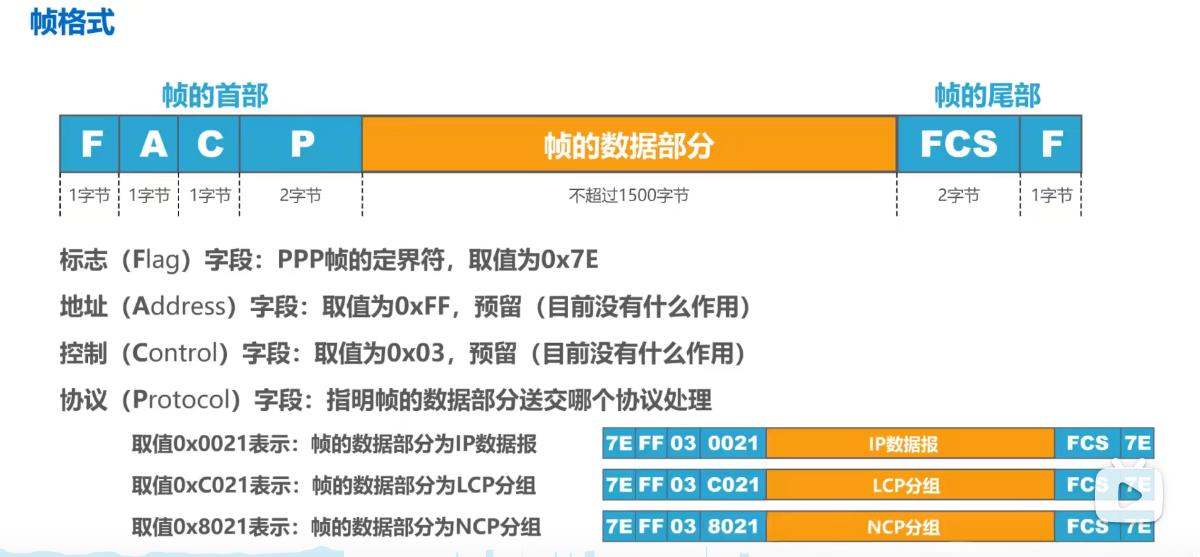 帧格式
帧的首部 帧的尾部
F A C P 帧的数据部分 FCS F
1字节 1字节 1字节 2字节 不超过1500字节 2字节 1字节
标志（Flag）字段：PPP帧的定界符，取值为0x7E
地址（Address）字段：取值为0xFF，预留（目前没有什么作用）
控制（Control）字段：取值为0x03，预留（目前没有什么作用）
协议（Protocol）字段：指明帧的数据部分送交哪个协议处理
取值0x0021表示：帧的数据部分为IP数据报 7E FF 03 0021 IP数据报 FCS 7E
取值0xC021表示：帧的数据部分为LCP分组 7E FF 03 C021 LCP分组 FCS 7E
取值0x8021表示：帧的数据部分为NCP分组 7E FF 03 8021 NCP分组 FCS 7E